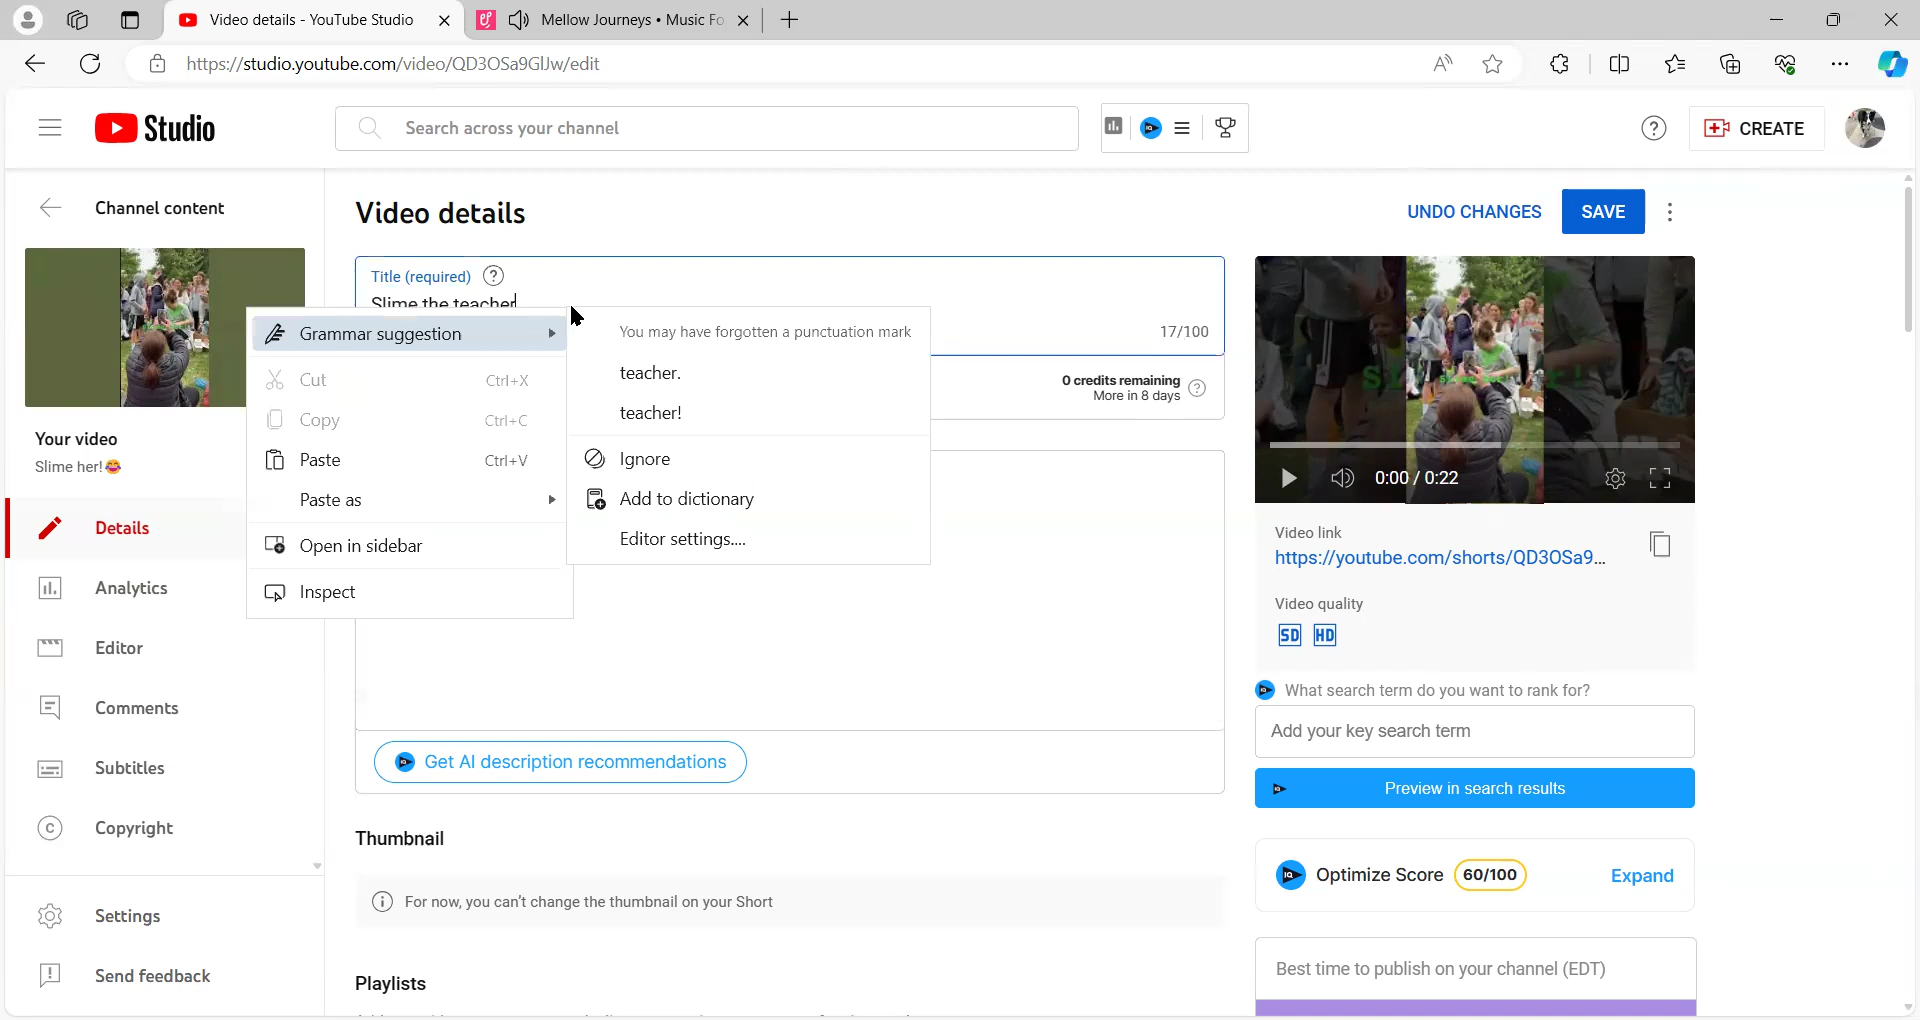 Video details - YouTube Studio
Mellow Journeys • Music Fo
https://studio.youtube.com/video/QD3OSa9GlJw/edit
Studio
Search across your channel
CREATE
Channel content
Your video
Slime her!😂
Details
Analytics
Editor
Comments
Subtitles
Copyright
Settings
Send feedback
Video details
UNDO CHANGES
SAVE
Title (required)
Slime the teacher
17/100
0 credits remaining
More in 8 days
Grammar suggestion
Cut Ctrl+X
Copy Ctrl+C
Paste Ctrl+V
Paste as
Open in sidebar
Inspect
You may have forgotten a punctuation mark
teacher.
teacher!
Ignore
Add to dictionary
Editor settings....
Get AI description recommendations
Thumbnail
For now, you can't change the thumbnail on your Short
Playlists
0:00 / 0:22
Video link
https://youtube.com/shorts/QD3OSa9...
Video quality
SD HD
What search term do you want to rank for?
Add your key search term
Preview in search results
Optimize Score 60/100 Expand
Best time to publish on your channel (EDT)